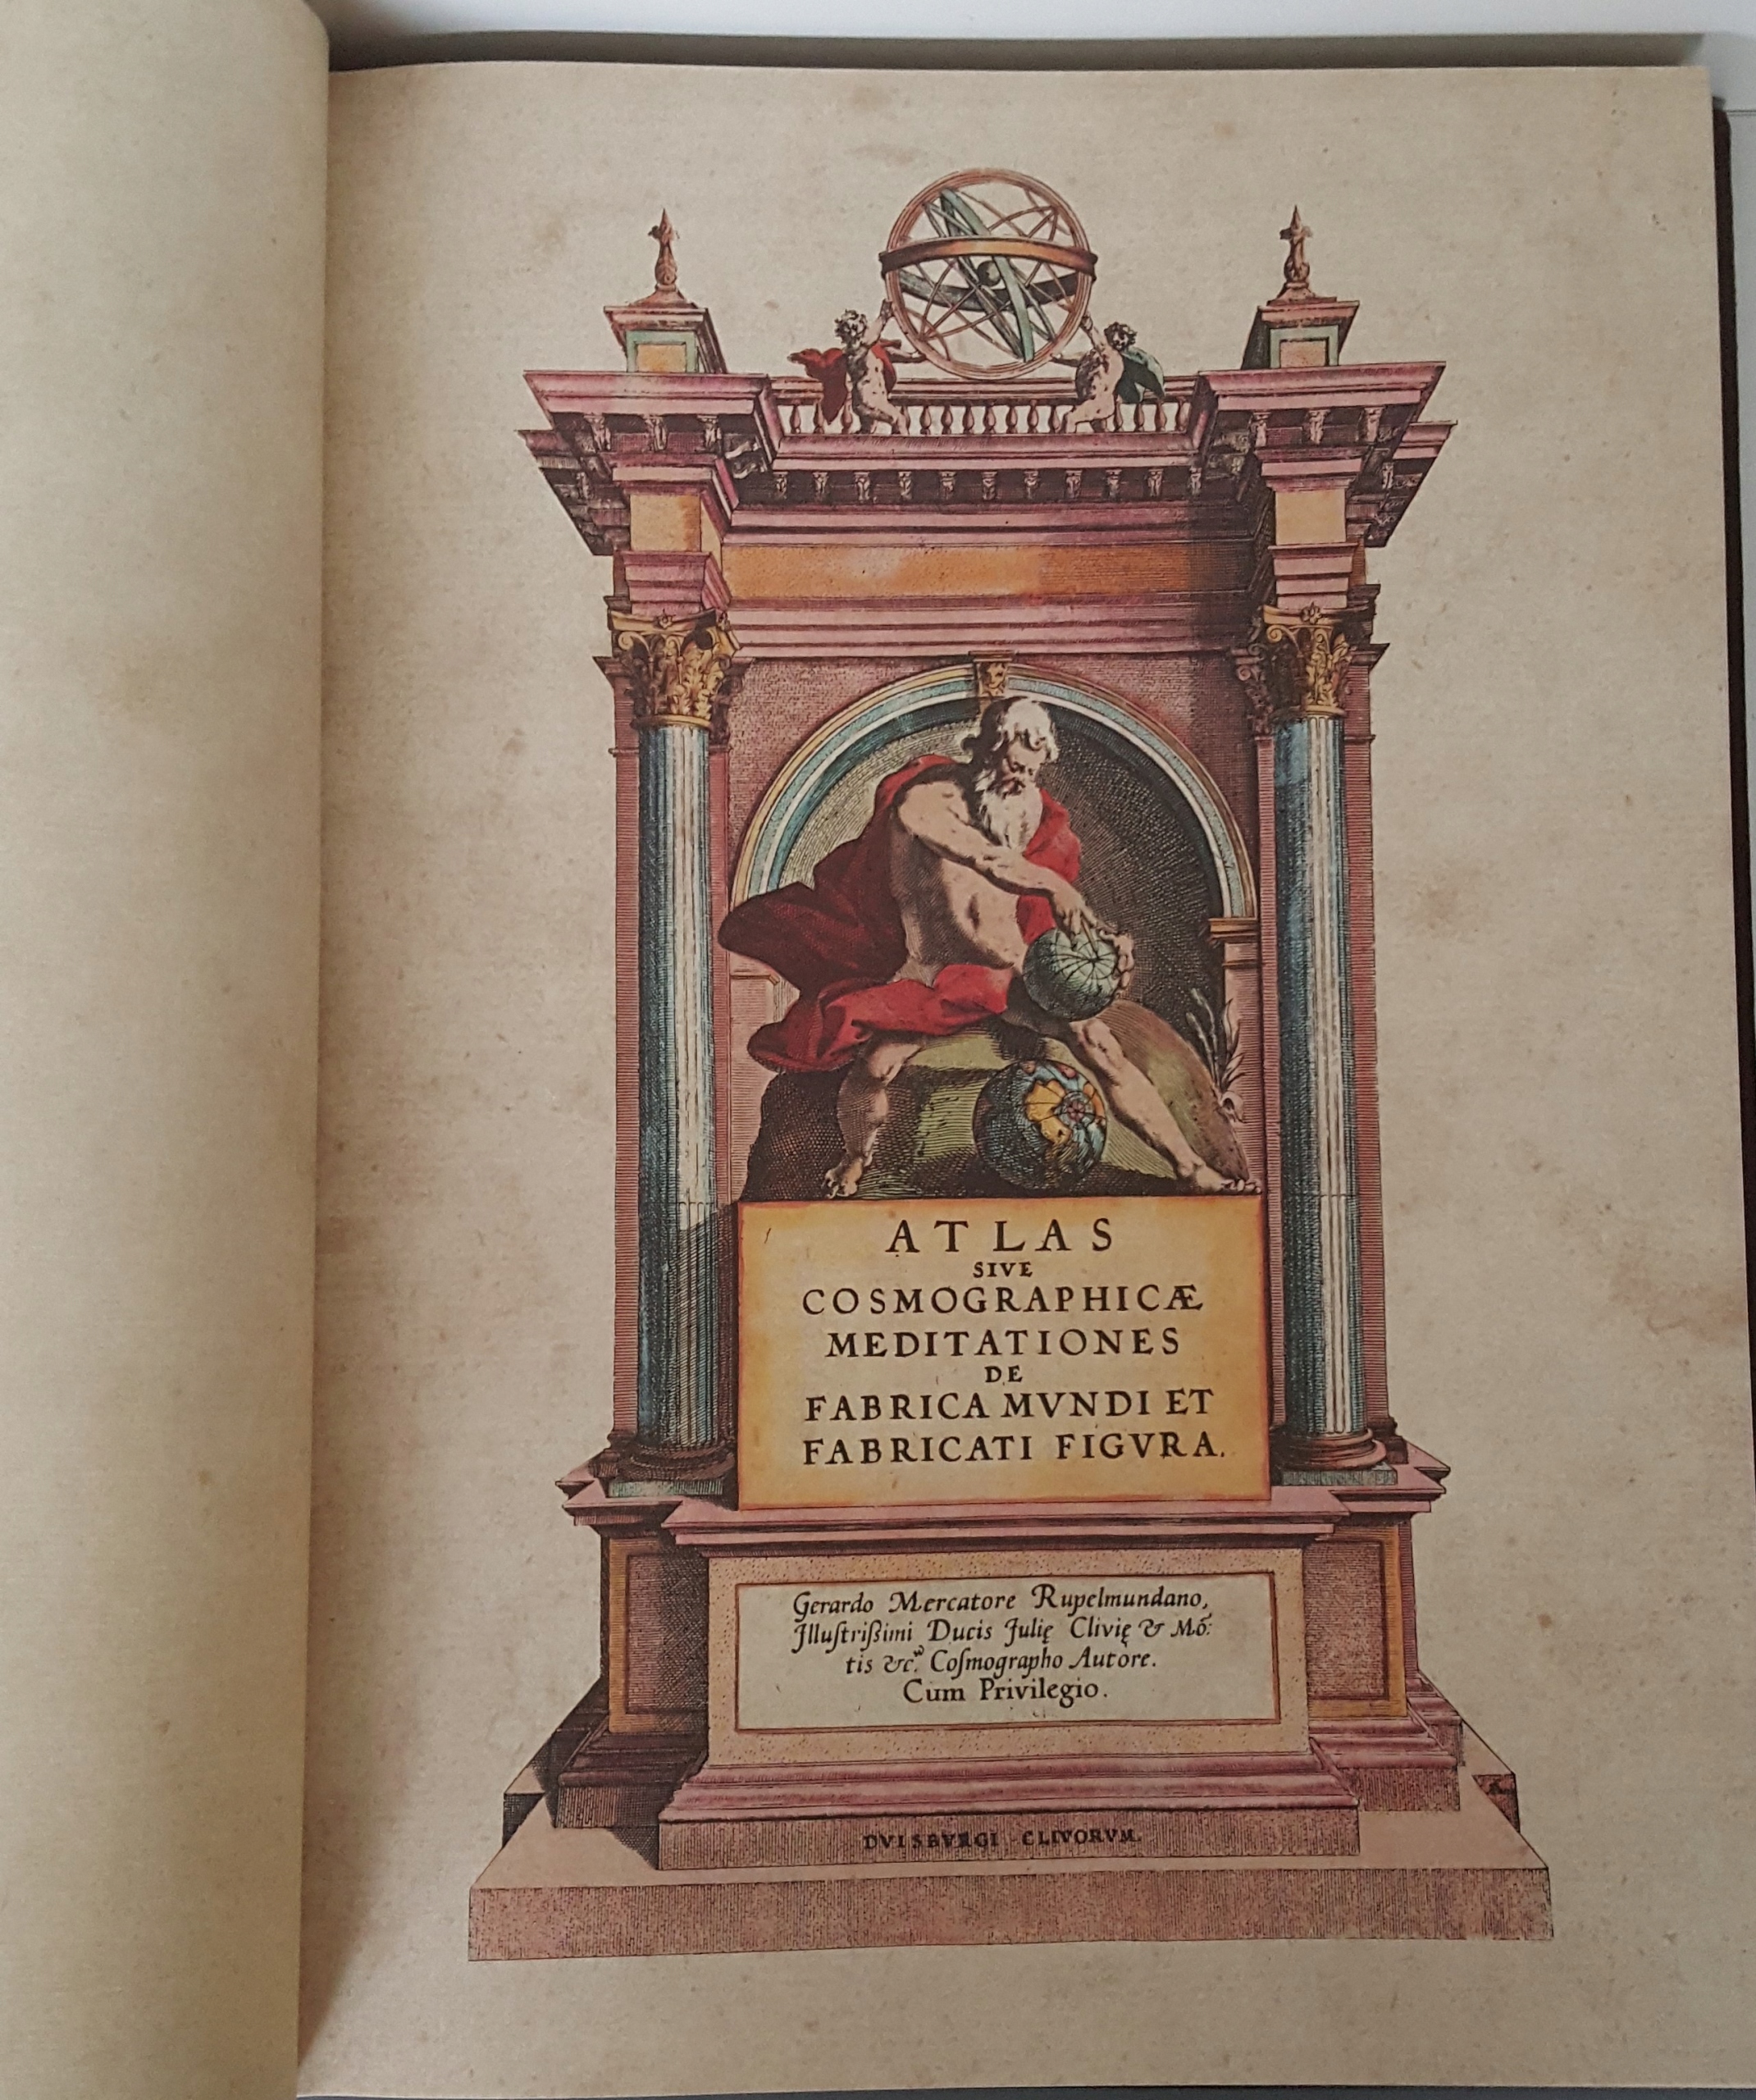 ATLAS
SIVE
COSMOGRAPHICÆ
MEDITATIONES
DE
FABRICA MVNDI ET
FABRICATI FIGVRA.
Gerardo Mercatore Rupelmundano,
Jlluſtriſsimi Ducis Julię Clivię & Mō:
tis &c.ª Coſmographo Autore.
Cum Privilegio.
DVISBVRGI CLIVORVM.